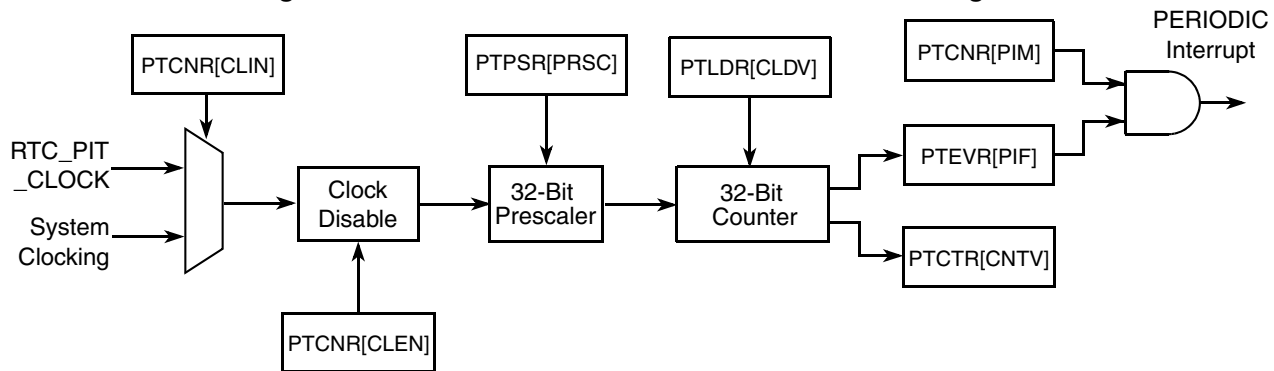 PERIODIC
Interrupt
PTCNR[CLIN]
PTPSR[PRSC]
PTLDR[CLDV]
PTCNR[PIM]
RTC_PIT
_CLOCK
System
Clocking
Clock
Disable
32-Bit
Prescaler
32-Bit
Counter
PTEVR[PIF]
PTCTR[CNTV]
PTCNR[CLEN]